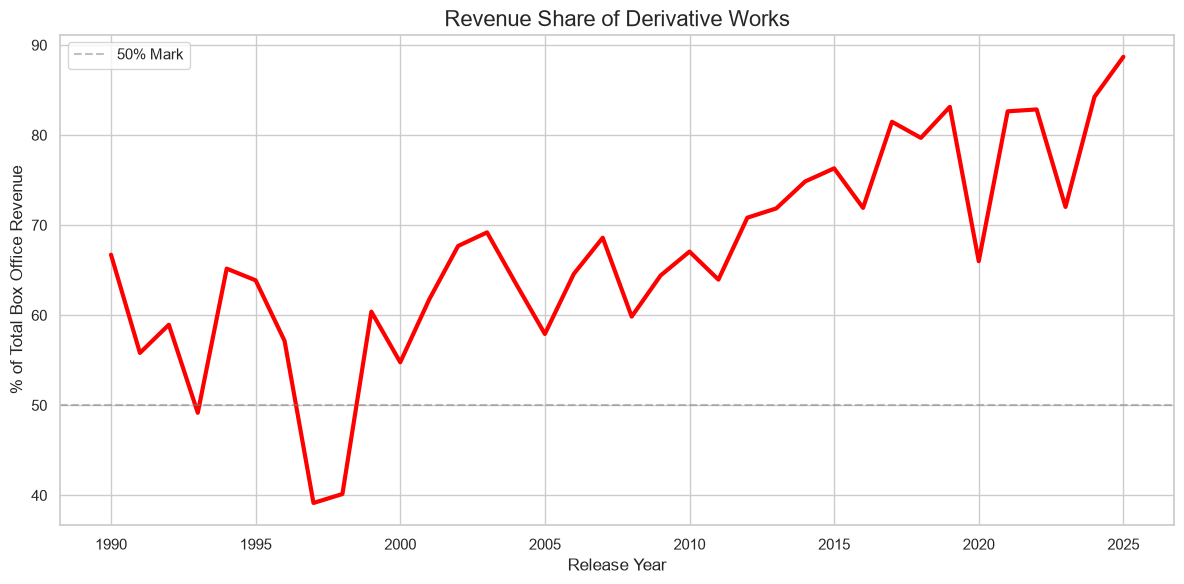 Revenue Share of Derivative Works
50% Mark
% of Total Box Office Revenue
90
80
70
60
50
40
1990 1995 2000 2005 2010 2015 2020 2025
Release Year